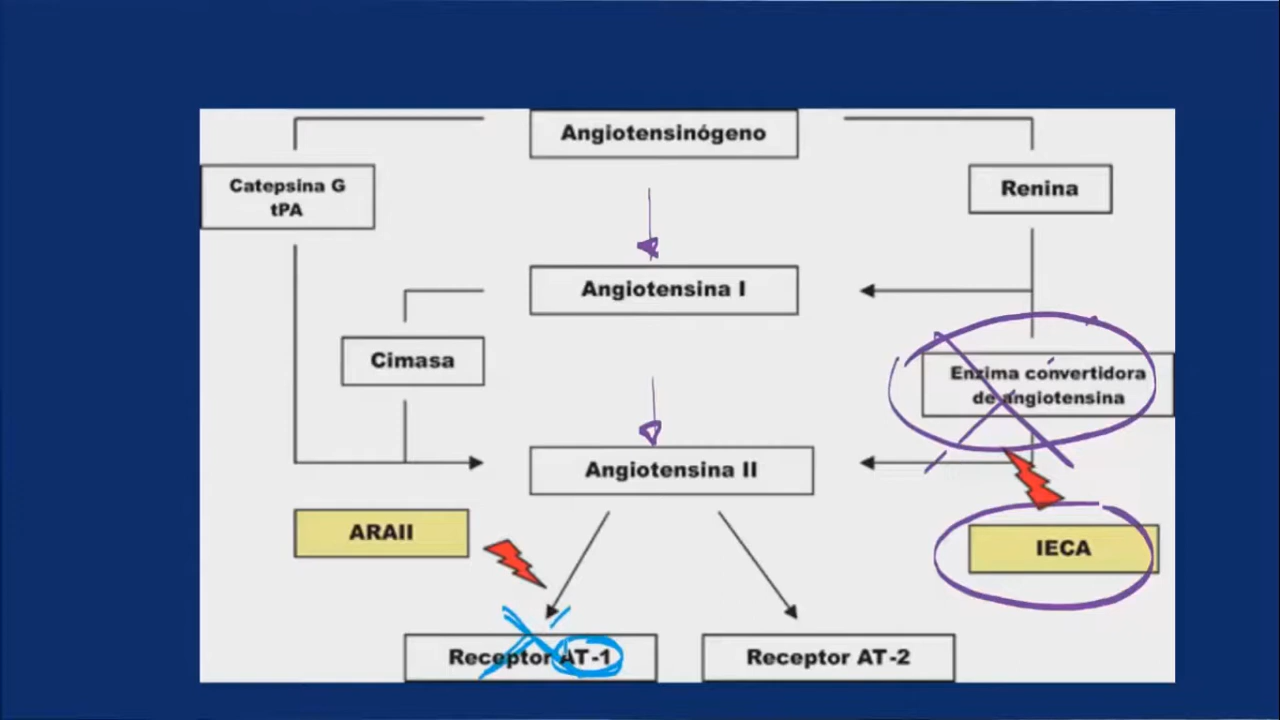 Angiotensinógeno
Catepsina G
tPA
Renina
Angiotensina I
Cimasa
Enzima convertidora
de angiotensina
Angiotensina II
ARAII
IECA
Receptor AT-1
Receptor AT-2